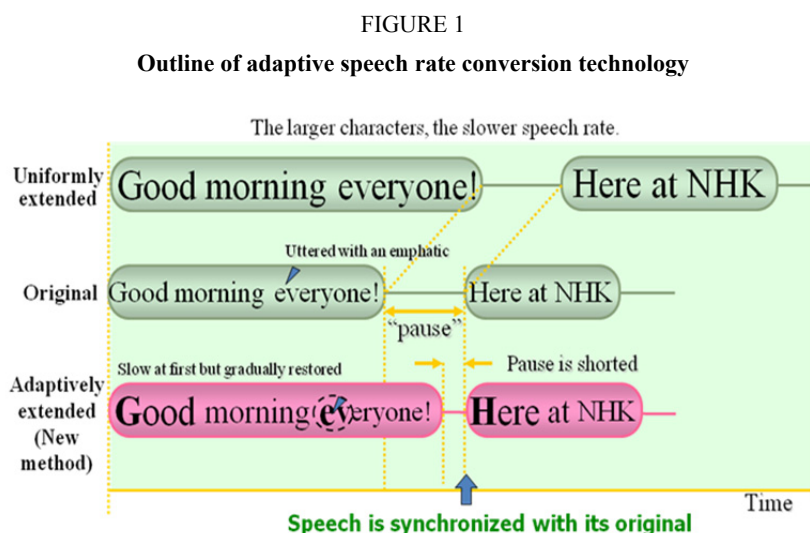 FIGURE 1
Outline of adaptive speech rate conversion technology
The larger characters, the slower speech rate.
Uniformly
extended
Good morning everyone!
Here at NHK
Uttered with an emphatic
Original
Good morning everyone!
Here at NHK
“pause”
Slow at first but gradually restored
Pause is shorted
Adaptively
extended
(New
method)
Good morning everyone!
Here at NHK
Time
Speech is synchronized with its original